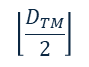 ⌊D_TM / 2⌋